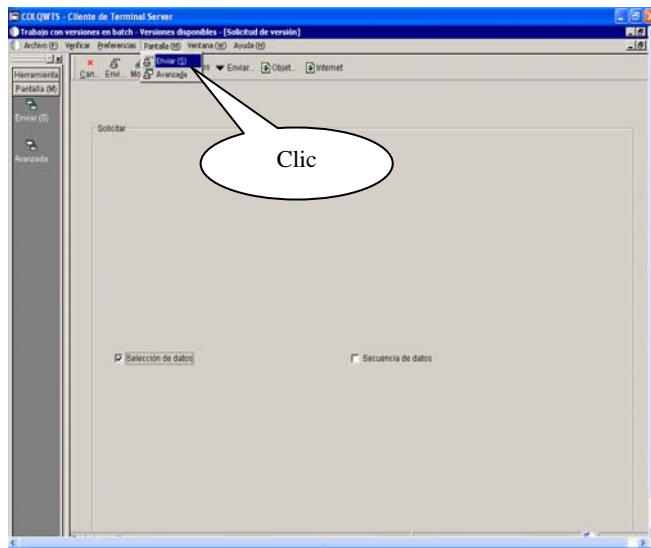 COLQWTS - Cliente de Terminal Server
Trabajo con versiones en batch - Versiones disponibles - [Solicitud de versión]
Archivo (F) Verificar Preferencias Pantalla (M) Ventana (W) Ayuda (H)
Enviar (S)
Avanzada
Can... Envi... Mo Enviar... Objet... Internet
Herramienta
Pantalla (M)
Enviar (S)
Avanzada
Solicitar
Clic
Selección de datos
Secuencia de datos